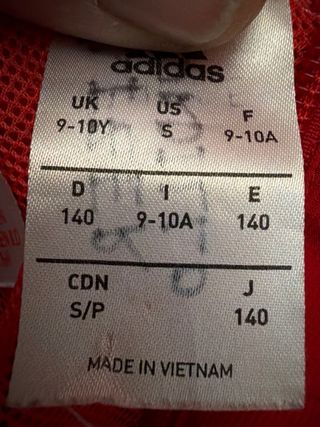 adidas
UK US F
9-10Y S 9-10A
D I E
140 9-10A 140
CDN J
S/P 140
MADE IN VIETNAM